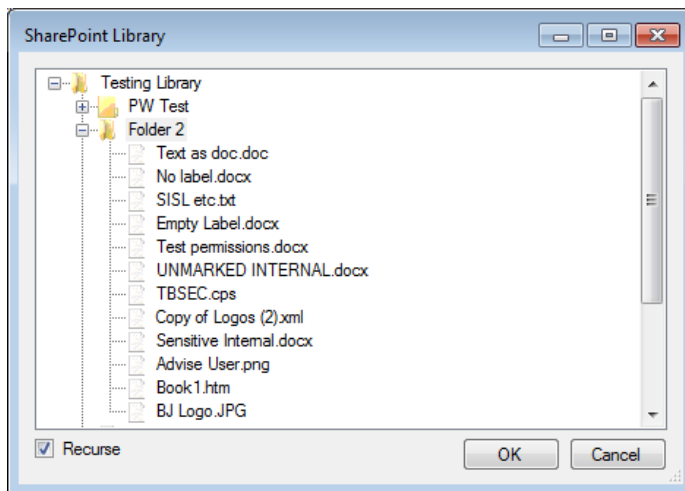 SharePoint Library
Testing Library
PW Test
Folder 2
Text as doc.doc
No label.docx
SISL etc.txt
Empty Label.docx
Test permissions.docx
UNMARKED INTERNAL.docx
TBSEC.cps
Copy of Logos (2).xml
Sensitive Internal.docx
Advise User.png
Book1.htm
BJ Logo.JPG
Recurse
OK
Cancel